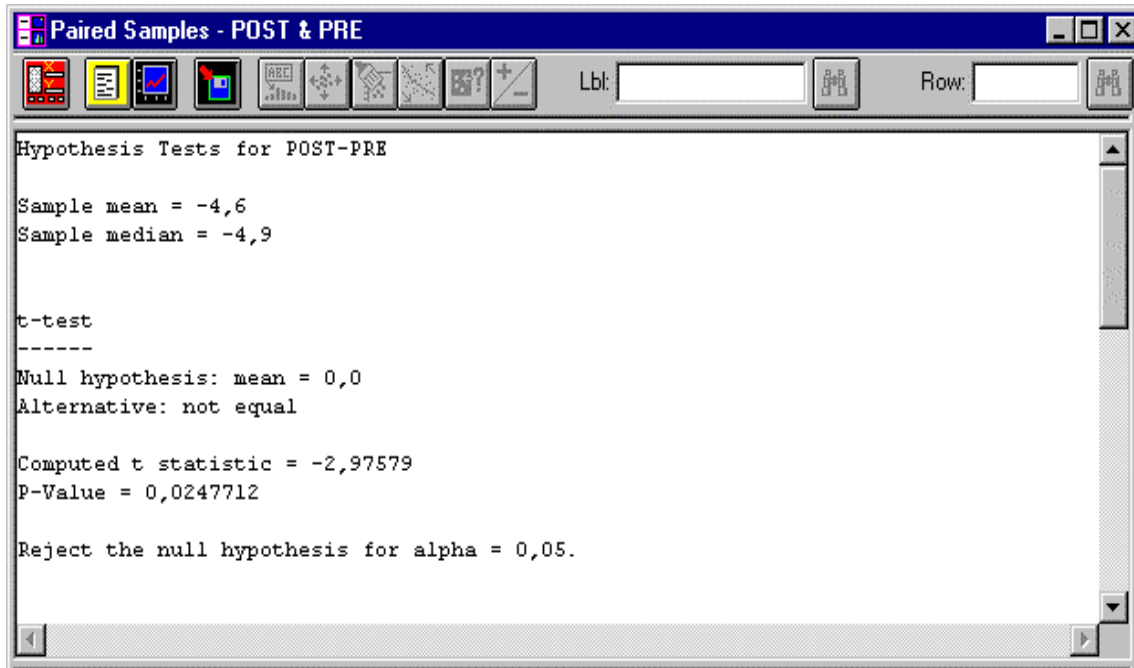 Paired Samples - POST & PRE
Lbl:
Row:
Hypothesis Tests for POST-PRE
Sample mean = -4,6
Sample median = -4,9
t-test
------
Null hypothesis: mean = 0,0
Alternative: not equal
Computed t statistic = -2,97579
P-Value = 0,0247712
Reject the null hypothesis for alpha = 0,05.